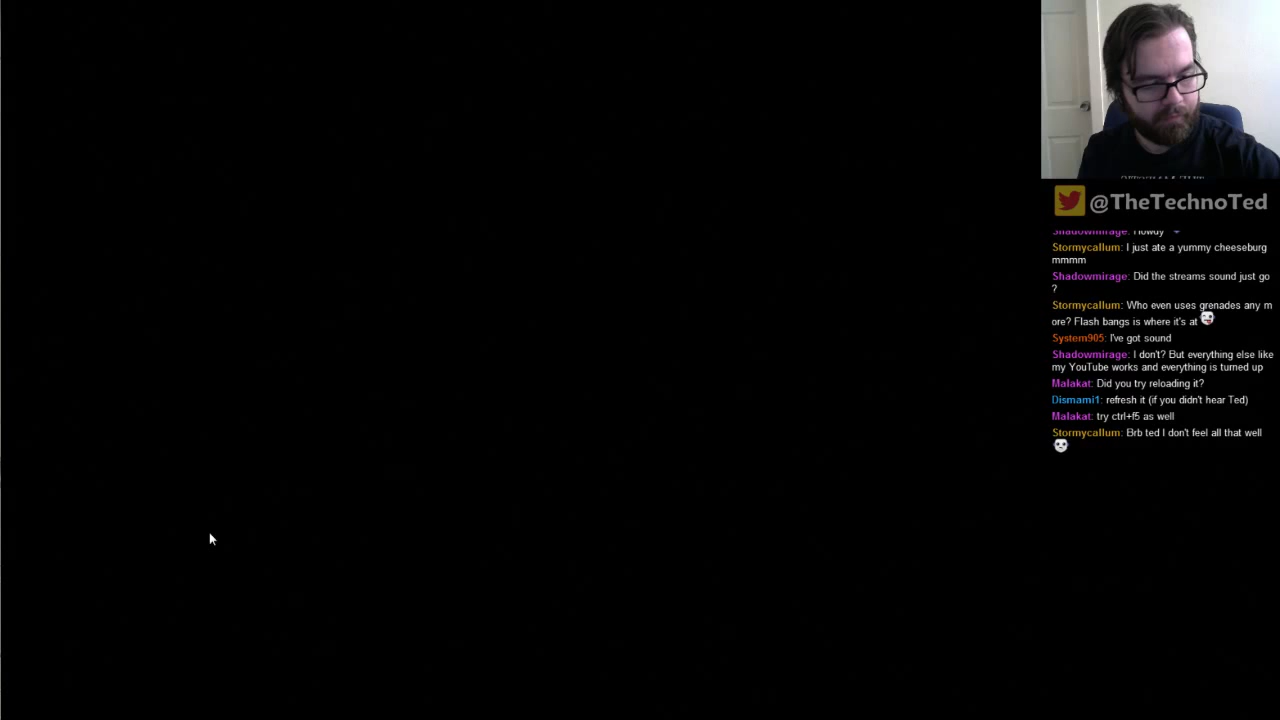 @TheTechnoTed
Shadowmirage: Howdy
Stormycallum: I just ate a yummy cheeseburg
mmmm
Shadowmirage: Did the streams sound just go
?
Stormycallum: Who even uses grenades any m
ore? Flash bangs is where it's at
System905: I've got sound
Shadowmirage: I don't? But everything else like
my YouTube works and everything is turned up
Malakat: Did you try reloading it?
Dismami1: refresh it (if you didn't hear Ted)
Malakat: try ctrl+f5 as well
Stormycallum: Brb ted I don't feel all that well